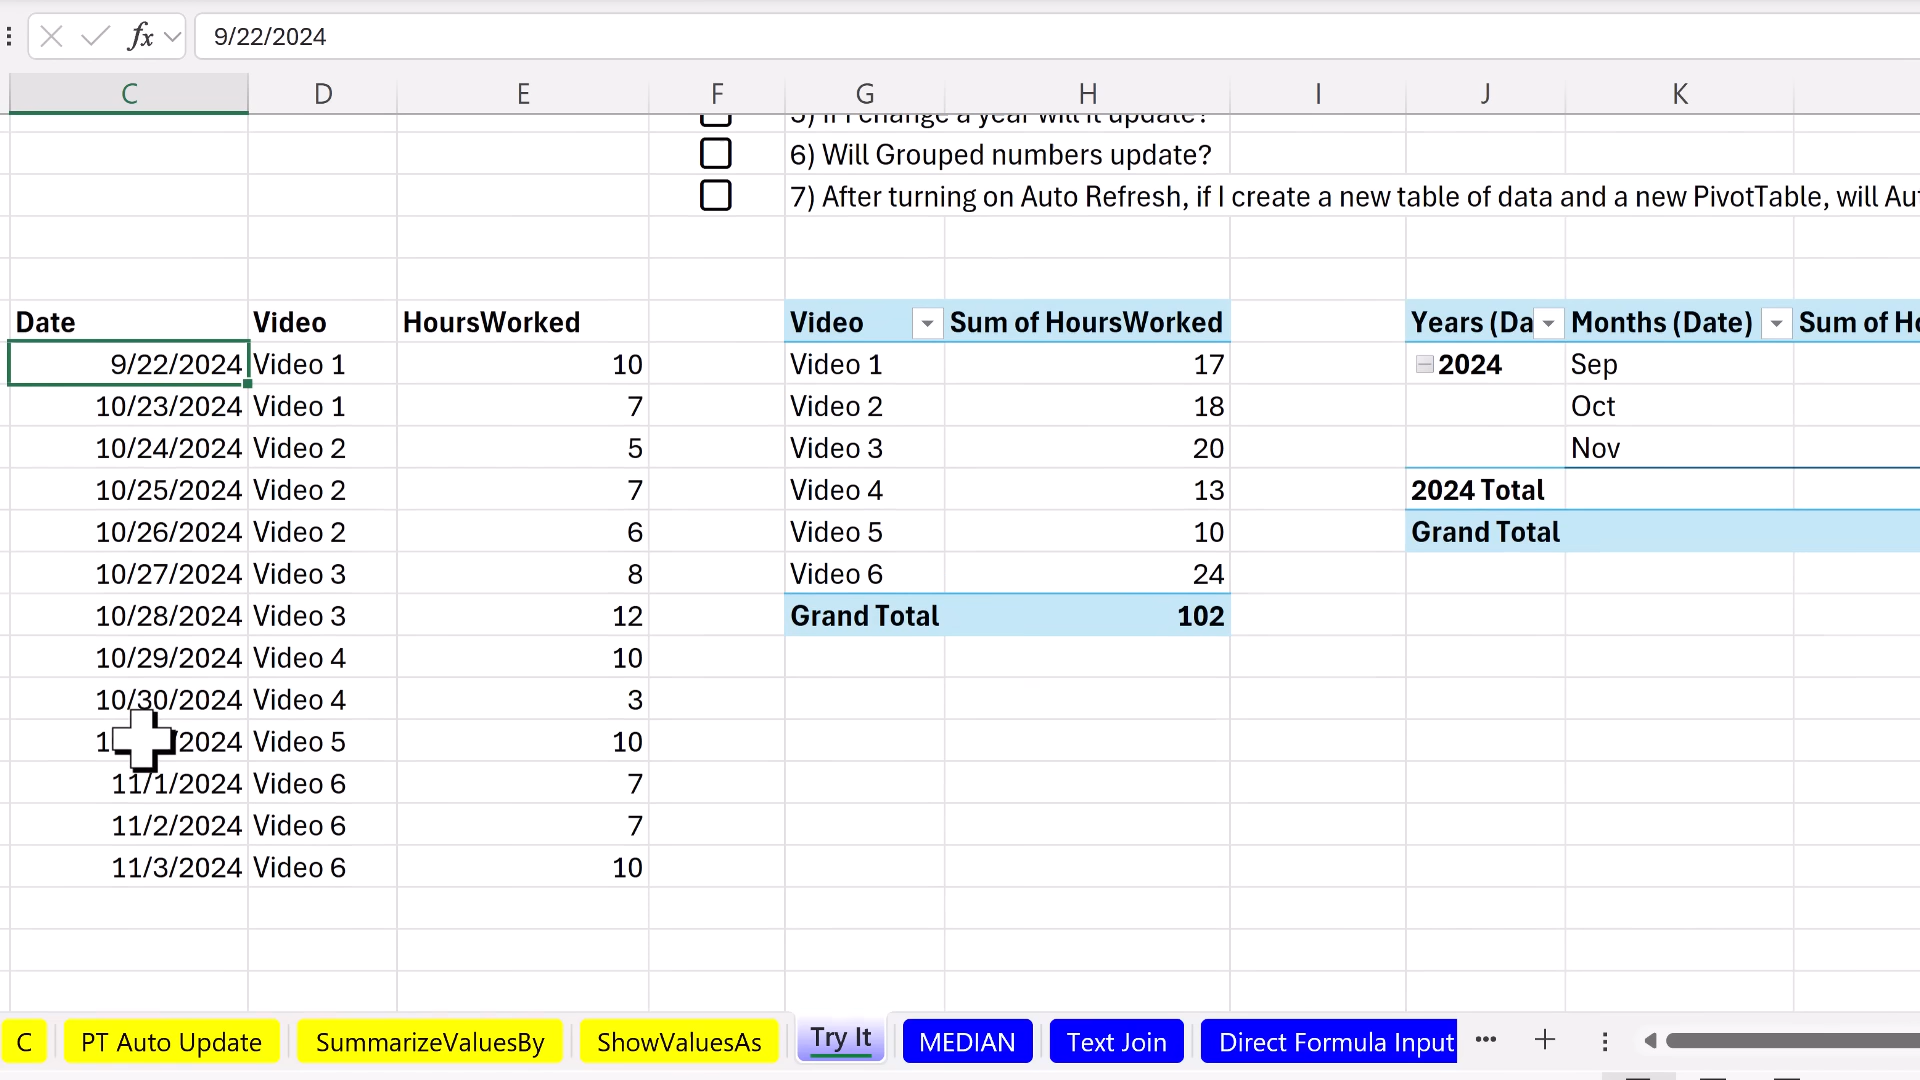 fx 9/22/2024
C D E F G H I J K
5) If I change a year will it update?
6) Will Grouped numbers update?
7) After turning on Auto Refresh, if I create a new table of data and a new PivotTable, will Au
Date Video HoursWorked Video Sum of HoursWorked Years (Da Months (Date) Sum of Ho
9/22/2024 Video 1 10 Video 1 17 2024 Sep
10/23/2024 Video 1 7 Video 2 18 Oct
10/24/2024 Video 2 5 Video 3 20 Nov
10/25/2024 Video 2 7 Video 4 13 2024 Total
10/26/2024 Video 2 6 Video 5 10 Grand Total
10/27/2024 Video 3 8 Video 6 24
10/28/2024 Video 3 12 Grand Total 102
10/29/2024 Video 4 10
10/30/2024 Video 4 3
Video 5 10
11/1/2024 Video 6 7
11/2/2024 Video 6 7
11/3/2024 Video 6 10
C PT Auto Update SummarizeValuesBy ShowValuesAs Try It MEDIAN Text Join Direct Formula Input